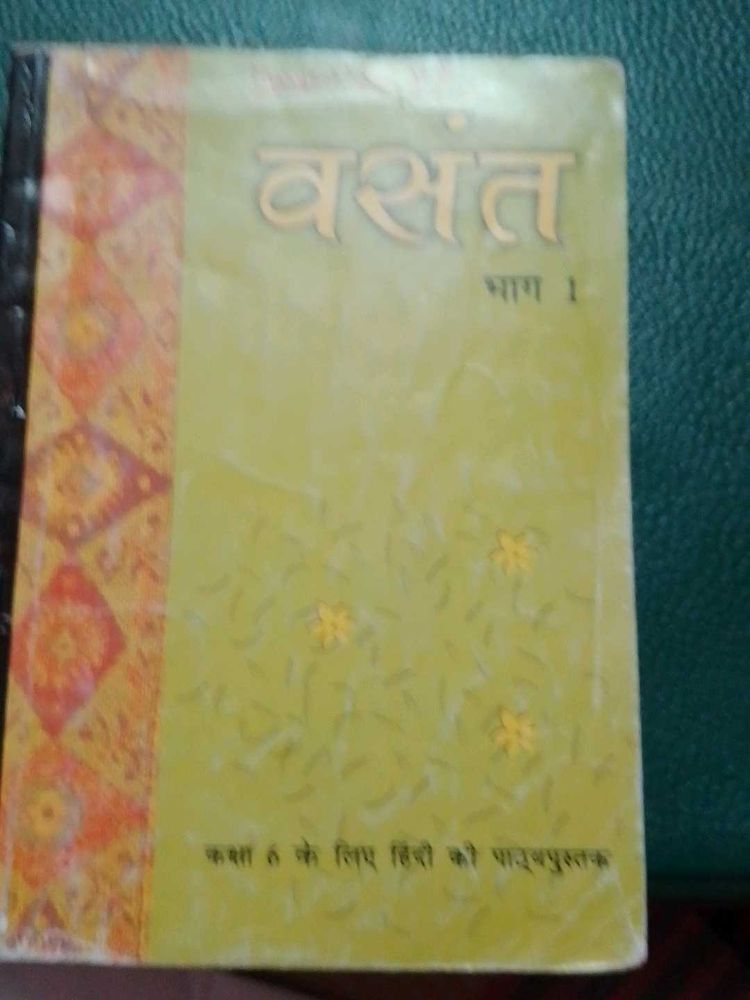 वसंत
भाग 1
कक्षा 6 के लिए हिंदी की पाठ्यपुस्तक